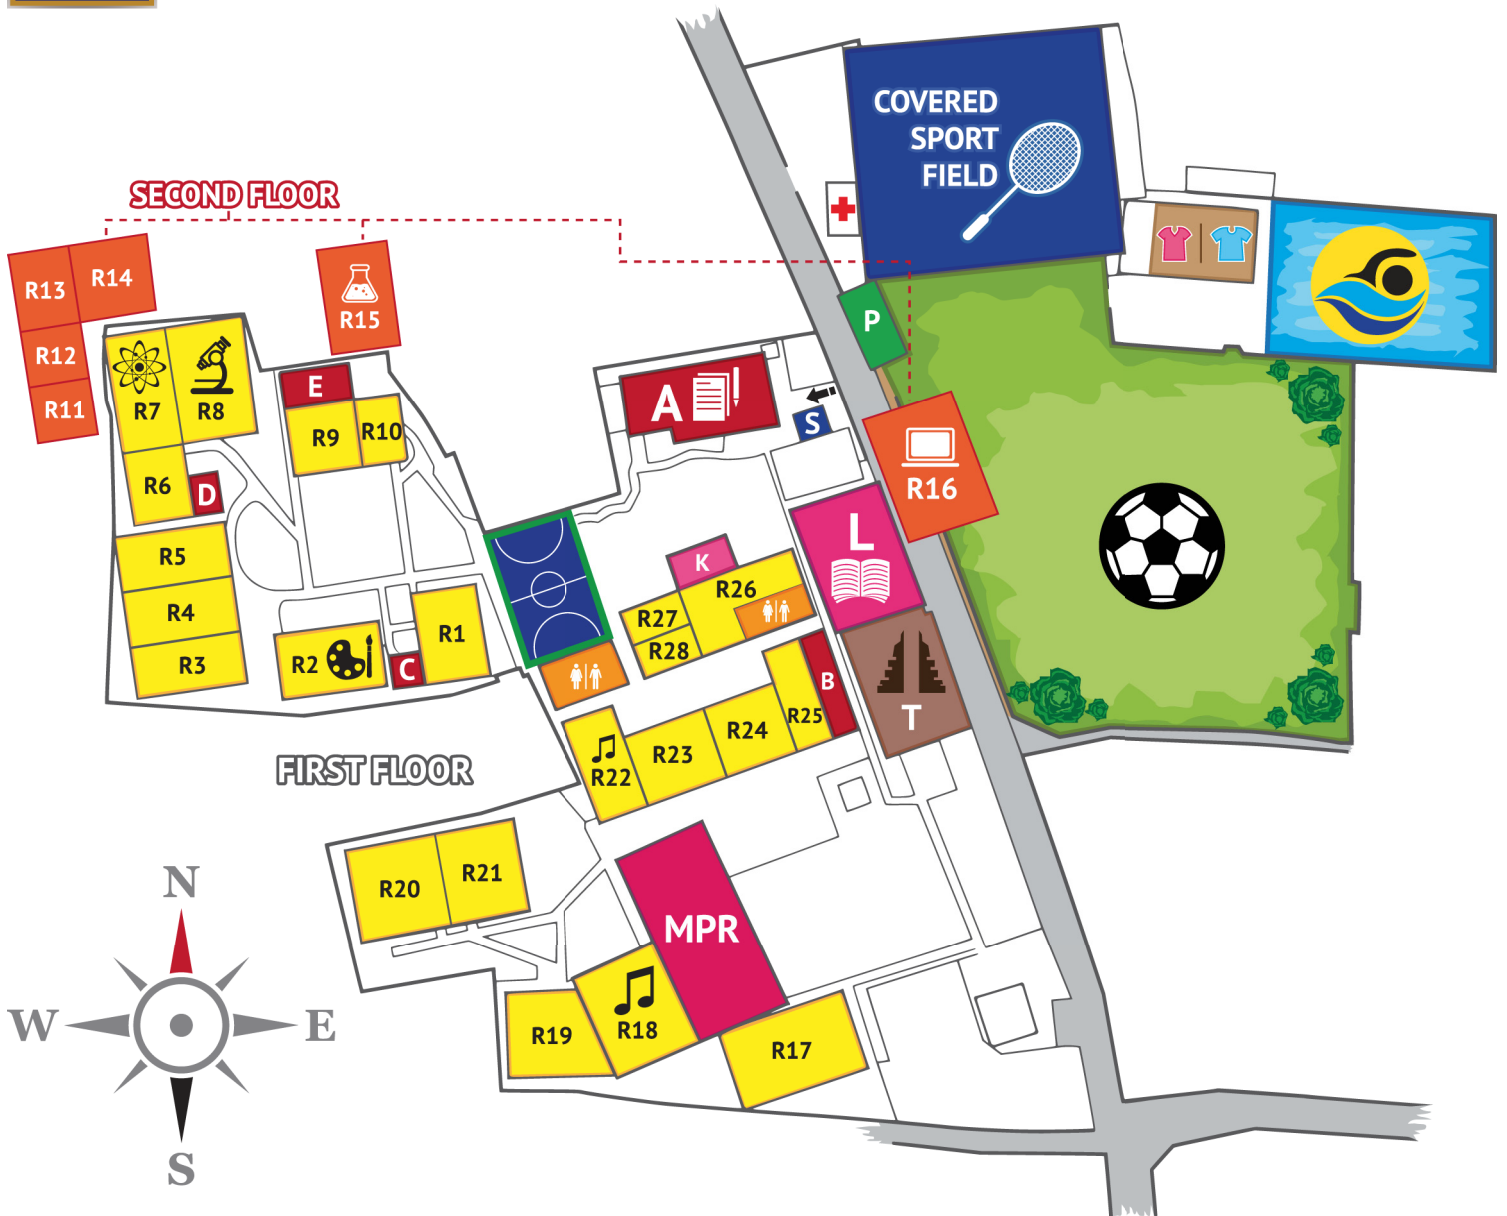 COVERED
SPORT
FIELD
SECOND FLOOR
R13
R14
R12
R11
R15
P
R7
R8
E
R9
R10
A
S
R6
D
R16
R5
R4
R3
L
K
R26
R27
R28
R2
C
R1
B
T
R25
R24
R23
R22
FIRST FLOOR
R20
R21
MPR
R19
R18
R17
N
W
E
S